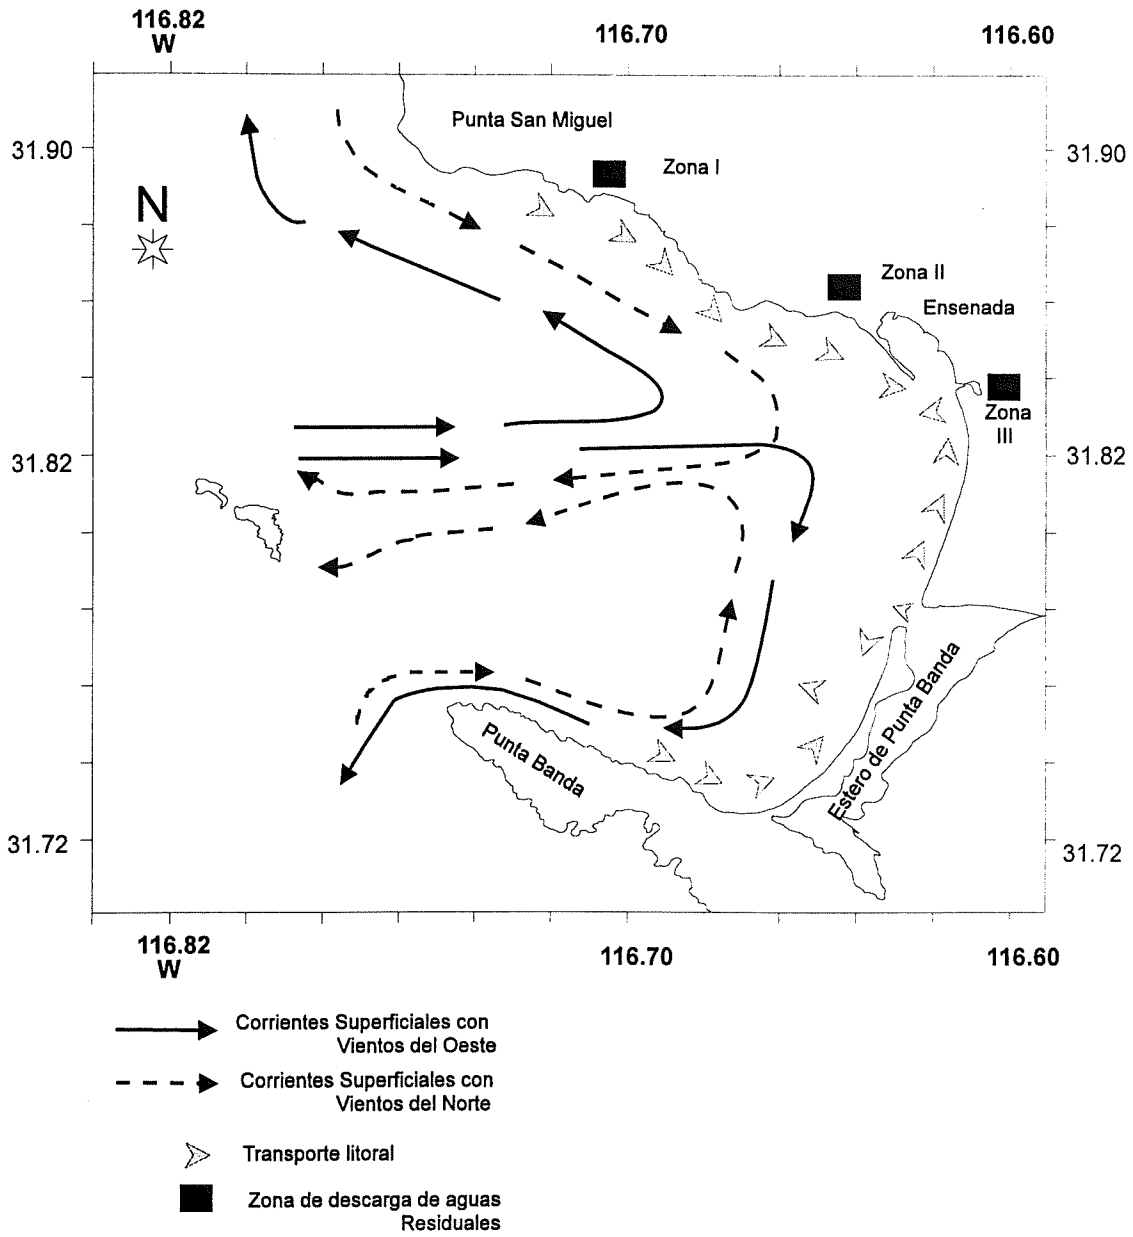 116.82
W
116.70
116.60
Punta San Miguel
31.90
31.90
Zona I
N
Zona II
Ensenada
Zona
III
31.82
31.82
Punta Banda
Estero de Punta Banda
31.72
31.72
116.82
W
116.70
116.60
Corrientes Superficiales con
Vientos del Oeste
Corrientes Superficiales con
Vientos del Norte
Transporte litoral
Zona de descarga de aguas
Residuales